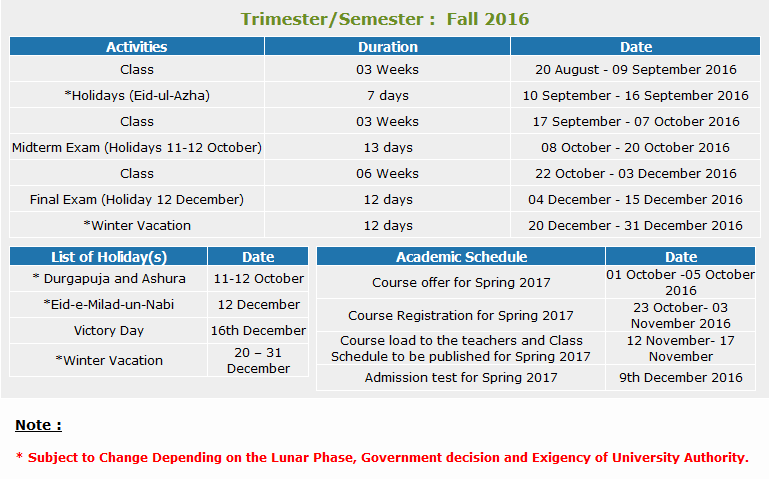 Trimester/Semester :  Fall 2016
Activities Duration Date
Class 03 Weeks 20 August - 09 September 2016
*Holidays (Eid-ul-Azha) 7 days 10 September - 16 September 2016
Class 03 Weeks 17 September - 07 October 2016
Midterm Exam (Holidays 11-12 October) 13 days 08 October - 20 October 2016
Class 06 Weeks 22 October - 03 December 2016
Final Exam (Holiday 12 December) 12 days 04 December - 15 December 2016
*Winter Vacation 12 days 20 December - 31 December 2016
List of Holiday(s) Date
* Durgapuja and Ashura 11-12 October
*Eid-e-Milad-un-Nabi 12 December
Victory Day 16th December
*Winter Vacation 20 – 31
December
Academic Schedule Date
Course offer for Spring 2017 01 October -05 October
2016
Course Registration for Spring 2017 23 October- 03
November 2016
Course load to the teachers and Class 12 November- 17
Schedule to be published for Spring 2017 November
Admission test for Spring 2017 9th December 2016
Note :
* Subject to Change Depending on the Lunar Phase, Government decision and Exigency of University Authority.